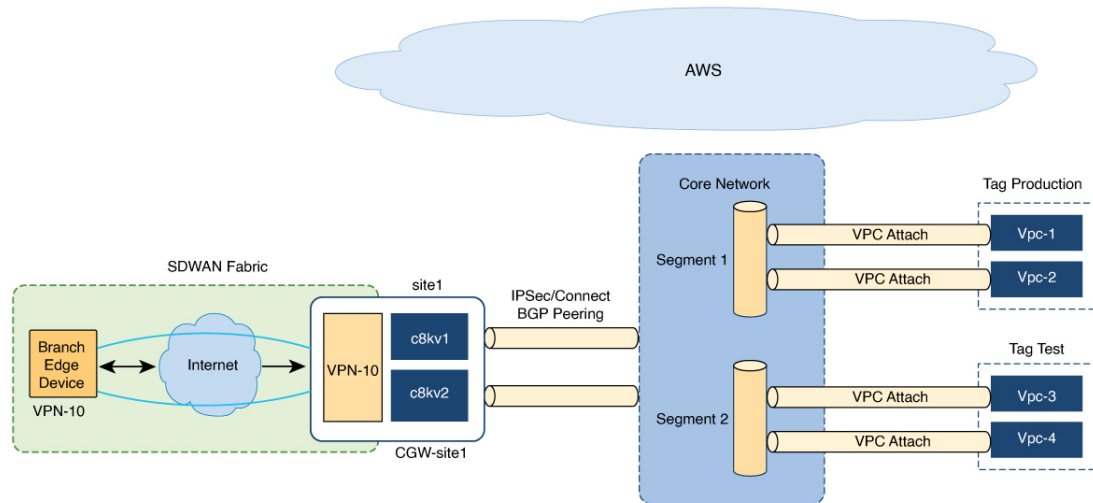 AWS
Core Network
Tag Production
Segment 1
VPC Attach
Vpc-1
VPC Attach
Vpc-2
SDWAN Fabric
site1
IPSec/Connect
BGP Peering
Branch
Edge
Device
VPN-10
Internet
VPN-10
c8kv1
c8kv2
CGW-site1
Segment 2
Tag Test
VPC Attach
Vpc-3
VPC Attach
Vpc-4